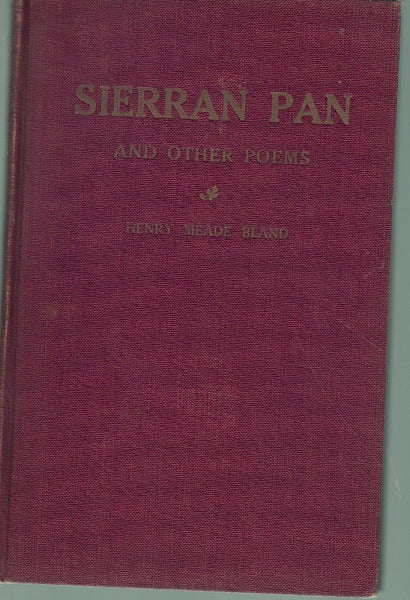 SIERRAN PAN
AND OTHER POEMS
HENRY MEADE BLAND